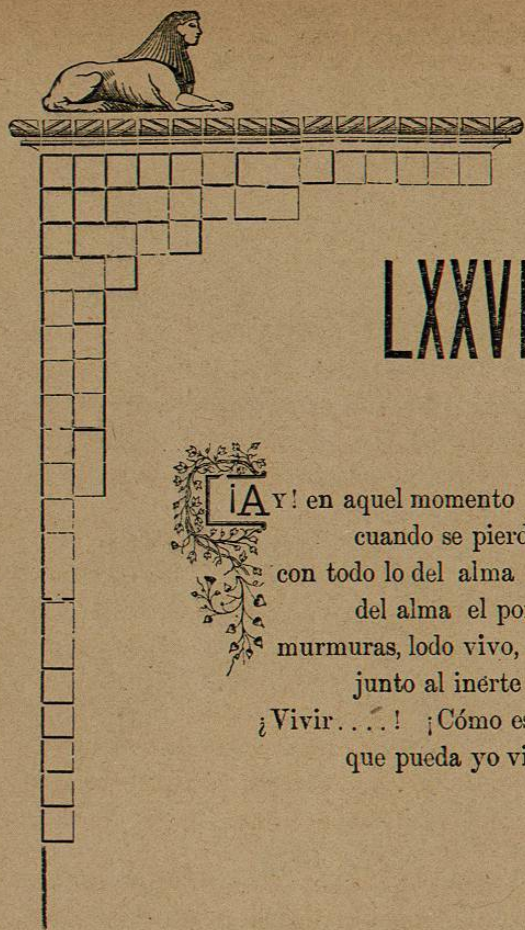 LXXVI
¡AY! en aquel momento
cuando se pierd
con todo lo del alma
del alma el po
murmuras, lodo vivo,
junto al inerte
¿Vivir....! ¡Cómo es
que pueda yo vi